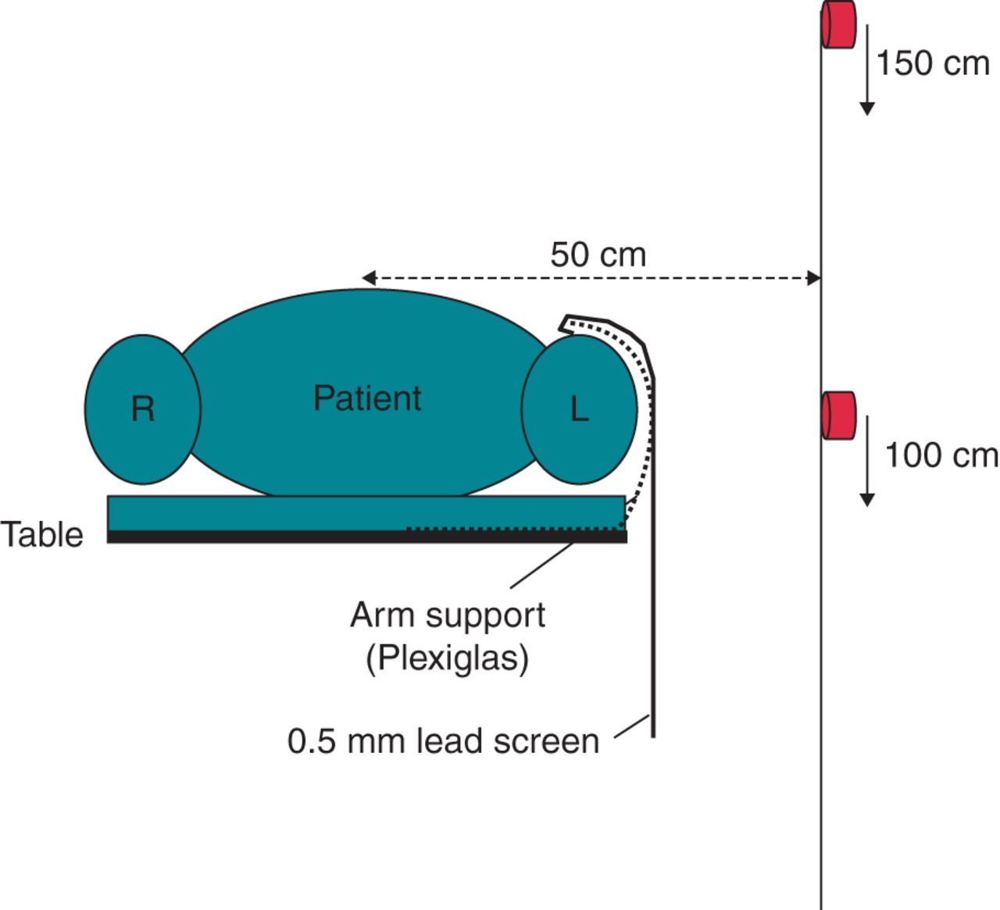 150 cm
50 cm
R
Patient
L
100 cm
Table
Arm support
(Plexiglas)
0.5 mm lead screen